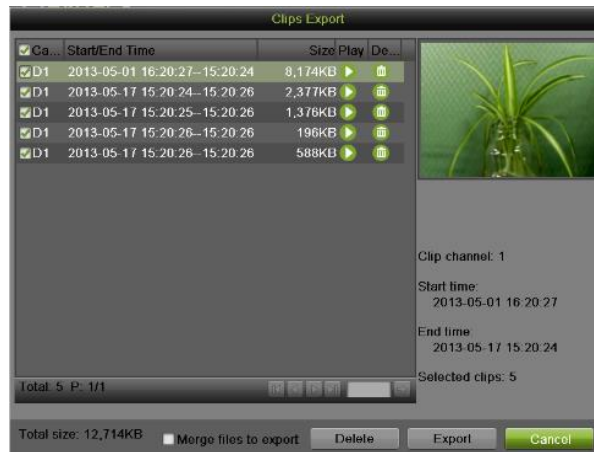 Clips Export
Ca... Start/End Time Size Play De...
D1 2013-05-01 16:20:27--15:20:24 8,174KB
D1 2013-05-17 15:20:24--15:20:26 2,377KB
D1 2013-05-17 15:20:25--15:20:26 1,376KB
D1 2013-05-17 15:20:26--15:20:26 196KB
D1 2013-05-17 15:20:26--15:20:26 588KB
Clip channel: 1
Start time:
2013-05-01 16:20:27
End time:
2013-05-17 15:20:24
Selected clips: 5
Total: 5 P: 1/1
Total size: 12,714KB Merge files to export Delete Export Cancel